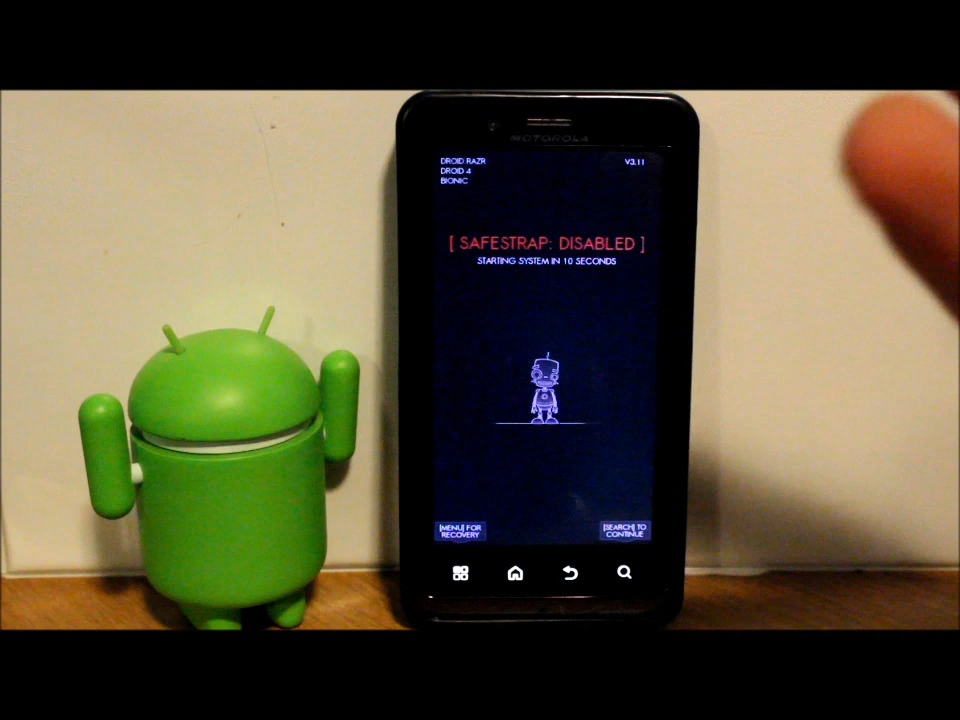 MOTOROLA
DROID RAZR V3.11
DROID 4
BIONIC
[ SAFESTRAP: DISABLED ]
STARTING SYSTEM IN 10 SECONDS
[MENU] FOR
RECOVERY
[SEARCH] TO
CONTINUE